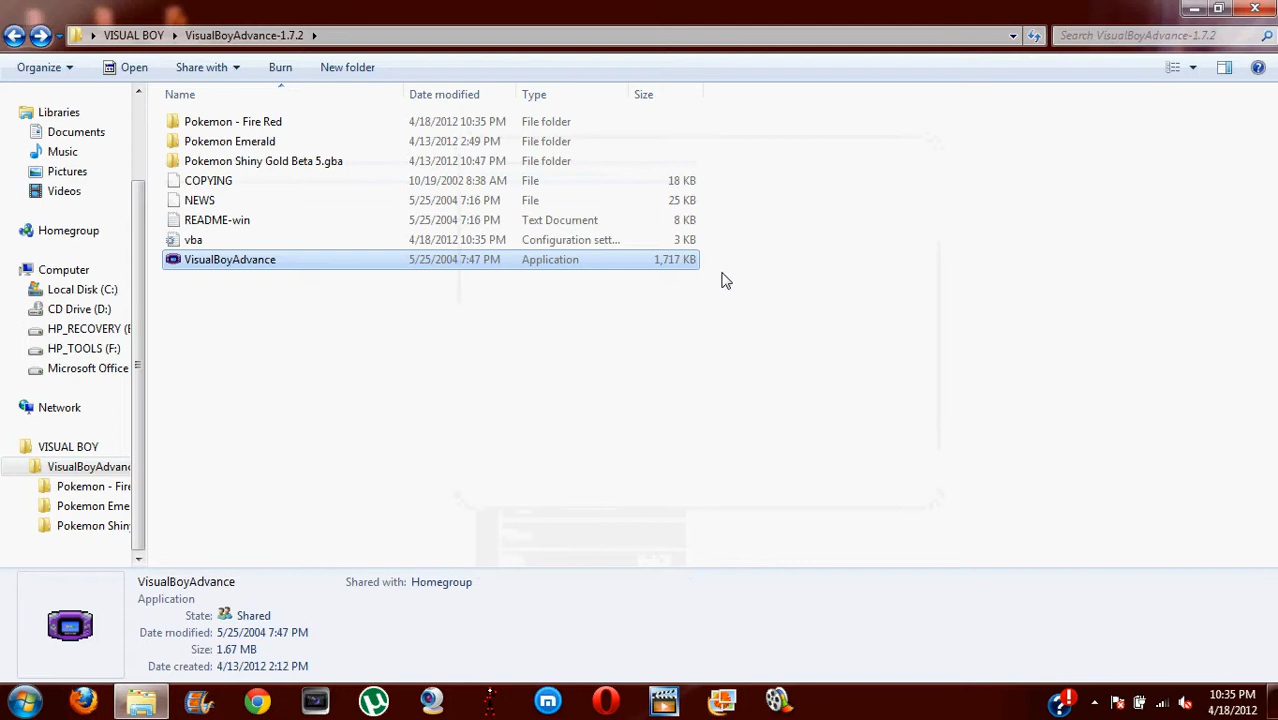 VISUAL BOY VisualBoyAdvance-1.7.2 Search VisualBoyAdvance-1.7.2
Organize Open Share with Burn New folder
Name Date modified Type Size
Libraries
Documents
Music
Pictures
Videos
Homegroup
Computer
Local Disk (C:)
CD Drive (D:)
HP_RECOVERY (E
HP_TOOLS (F:)
Microsoft Office
Network
VISUAL BOY
VisualBoyAdvanc
Pokemon - Fire
Pokemon Eme
Pokemon Shin
Pokemon - Fire Red 4/18/2012 10:35 PM File folder
Pokemon Emerald 4/13/2012 2:49 PM File folder
Pokemon Shiny Gold Beta 5.gba 4/13/2012 10:47 PM File folder
COPYING 10/19/2002 8:38 AM File 18 KB
NEWS 5/25/2004 7:16 PM File 25 KB
README-win 5/25/2004 7:16 PM Text Document 8 KB
vba 4/18/2012 10:35 PM Configuration sett... 3 KB
VisualBoyAdvance 5/25/2004 7:47 PM Application 1,717 KB
VisualBoyAdvance Shared with: Homegroup
Application
State: Shared
Date modified: 5/25/2004 7:47 PM
Size: 1.67 MB
Date created: 4/13/2012 2:12 PM
10:35 PM
4/18/2012